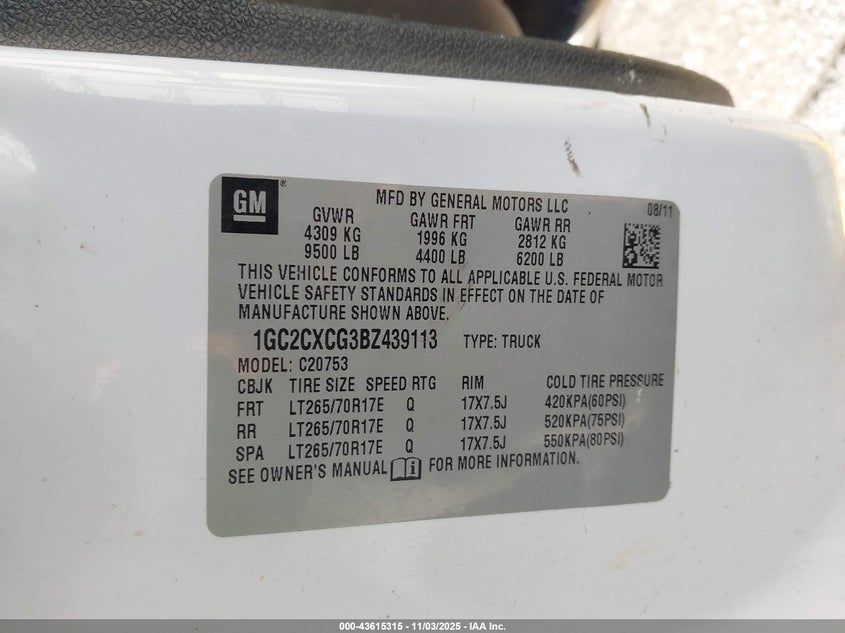 GM®
MFD BY GENERAL MOTORS LLC
08/11
GVWR GAWR FRT GAWR RR
4309 KG 1996 KG 2812 KG
9500 LB 4400 LB 6200 LB
THIS VEHICLE CONFORMS TO ALL APPLICABLE U.S. FEDERAL MOTOR
VEHICLE SAFETY STANDARDS IN EFFECT ON THE DATE OF
MANUFACTURE SHOWN ABOVE.
1GC2CXCG3BZ439113 TYPE: TRUCK
MODEL: C20753
CBJK TIRE SIZE SPEED RTG RIM COLD TIRE PRESSURE
FRT LT265/70R17E Q 17X7.5J 420KPA(60PSI)
RR LT265/70R17E Q 17X7.5J 520KPA(75PSI)
SPA LT265/70R17E Q 17X7.5J 550KPA(80PSI)
SEE OWNER'S MANUAL FOR MORE INFORMATION.
000-43615315 - 11/03/2025 - IAA Inc.